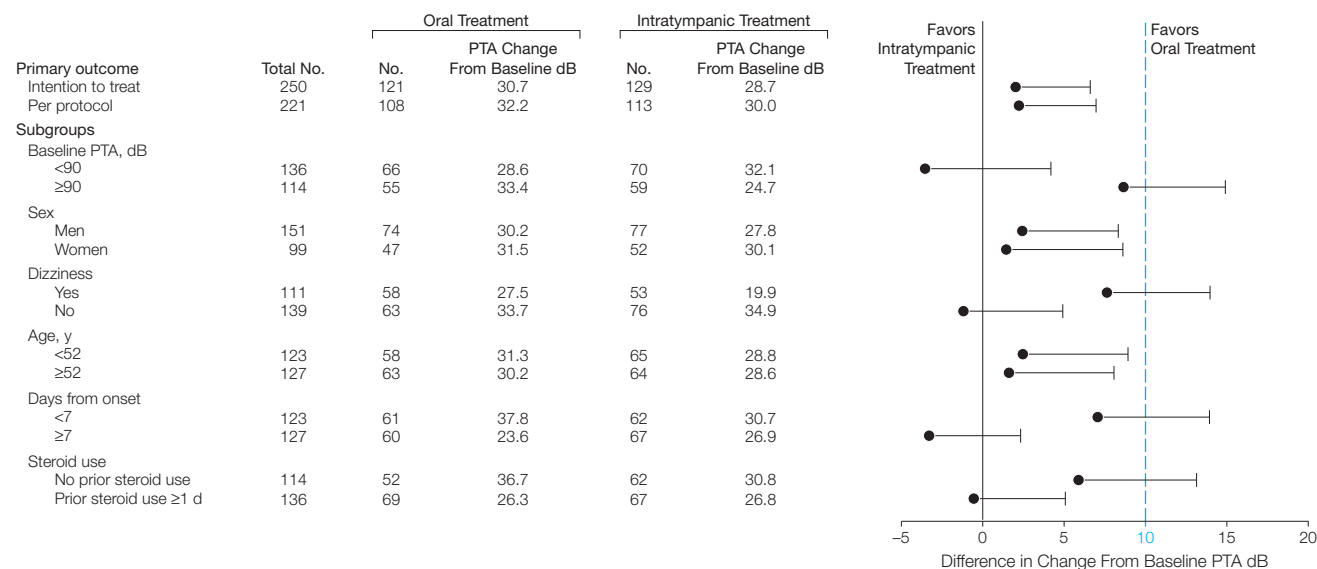 Oral Treatment Intratympanic Treatment
Primary outcome Total No. No. PTA Change From Baseline dB No. PTA Change From Baseline dB
Intention to treat 250 121 30.7 129 28.7
Per protocol 221 108 32.2 113 30.0
Subgroups
Baseline PTA, dB
<90 136 66 28.6 70 32.1
≥90 114 55 33.4 59 24.7
Sex
Men 151 74 30.2 77 27.8
Women 99 47 31.5 52 30.1
Dizziness
Yes 111 58 27.5 53 19.9
No 139 63 33.7 76 34.9
Age, y
<52 123 58 31.3 65 28.8
≥52 127 63 30.2 64 28.6
Days from onset
<7 123 61 37.8 62 30.7
≥7 127 60 23.6 67 26.9
Steroid use
No prior steroid use 114 52 36.7 62 30.8
Prior steroid use ≥1 d 136 69 26.3 67 26.8
Favors
Intratympanic
Treatment
Favors
Oral Treatment
–5 0 5 10 15 20
Difference in Change From Baseline PTA dB